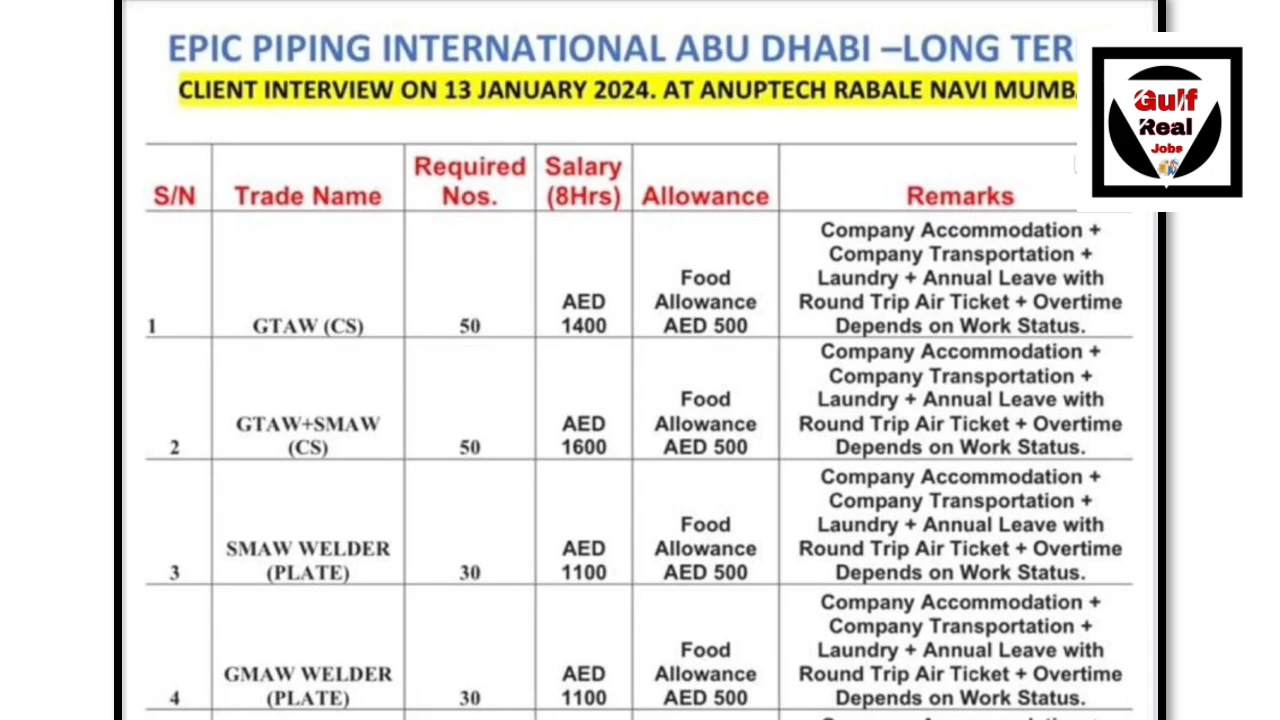 EPIC PIPING INTERNATIONAL ABU DHABI –LONG TER
CLIENT INTERVIEW ON 13 JANUARY 2024. AT ANUPTECH RABALE NAVI MUMB
Gulf
Real
Jobs
S/N Trade Name Required Nos. Salary (8Hrs) Allowance Remarks
1 GTAW (CS) 50 AED 1400 Food Allowance AED 500 Company Accommodation + Company Transportation + Laundry + Annual Leave with Round Trip Air Ticket + Overtime Depends on Work Status.
2 GTAW+SMAW (CS) 50 AED 1600 Food Allowance AED 500 Company Accommodation + Company Transportation + Laundry + Annual Leave with Round Trip Air Ticket + Overtime Depends on Work Status.
3 SMAW WELDER (PLATE) 30 AED 1100 Food Allowance AED 500 Company Accommodation + Company Transportation + Laundry + Annual Leave with Round Trip Air Ticket + Overtime Depends on Work Status.
4 GMAW WELDER (PLATE) 30 AED 1100 Food Allowance AED 500 Company Accommodation + Company Transportation + Laundry + Annual Leave with Round Trip Air Ticket + Overtime Depends on Work Status.